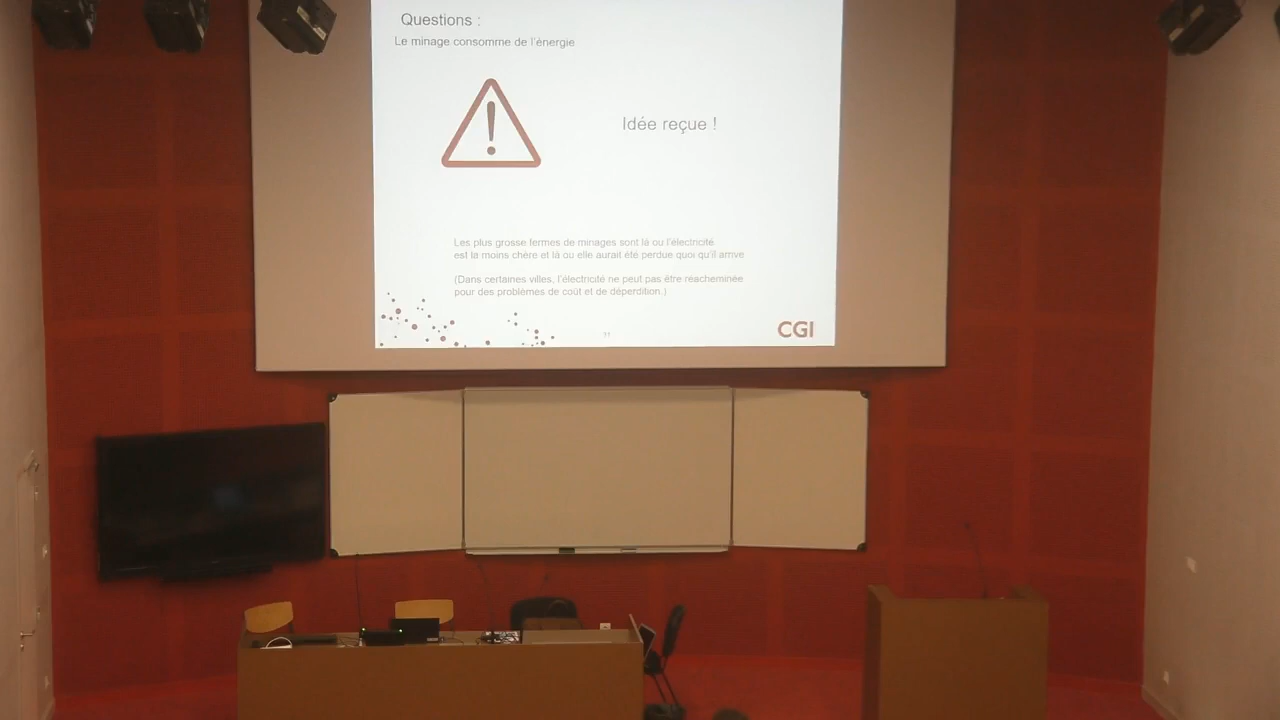 Questions :
Le minage consomme de l'énergie
Idée reçue !
Les plus grosse fermes de minages sont là ou l'électricité
est la moins chère et là ou elle aurait été perdue quoi qu'il arrive
(Dans certaines villes, l'électricité ne peut pas être réacheminée
pour des problèmes de coût et de déperdition.)
CGI